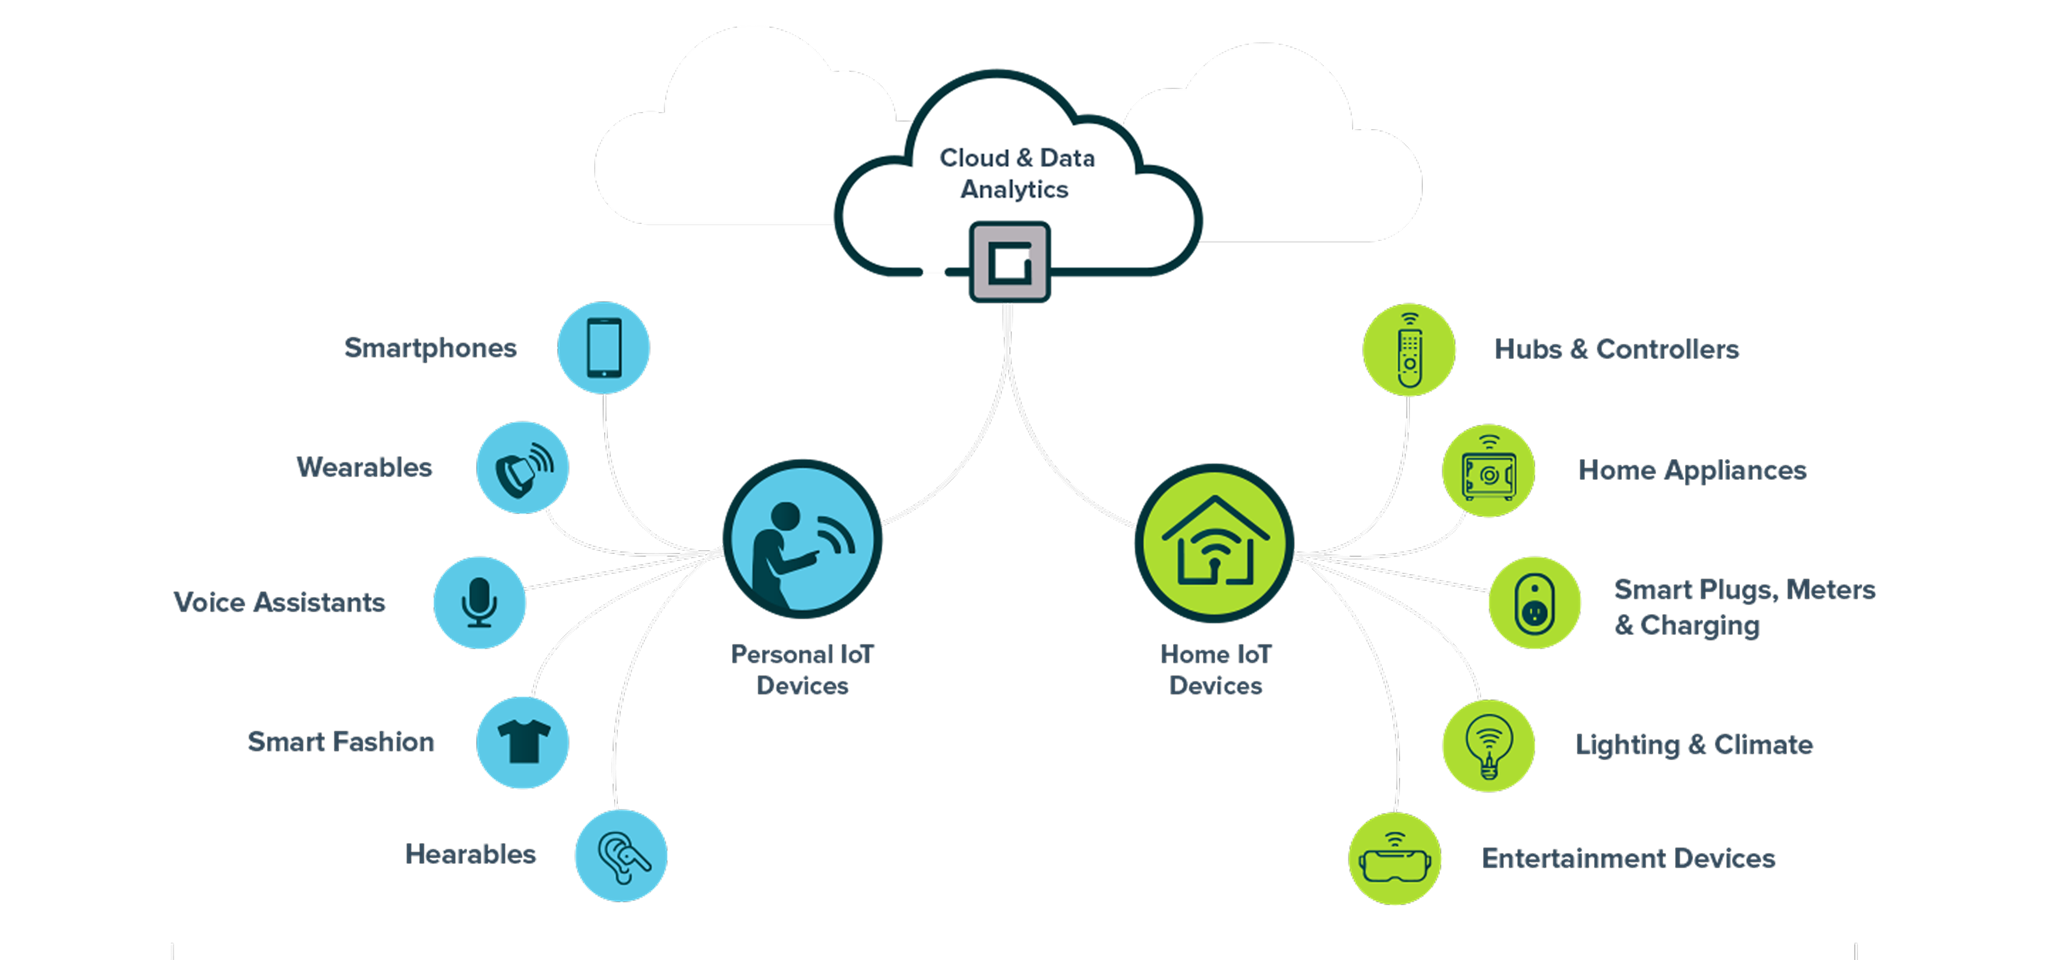 Cloud & Data
Analytics
Smartphones
Wearables
Voice Assistants
Smart Fashion
Hearables
Personal IoT
Devices
Home IoT
Devices
Hubs & Controllers
Home Appliances
Smart Plugs, Meters
& Charging
Lighting & Climate
Entertainment Devices